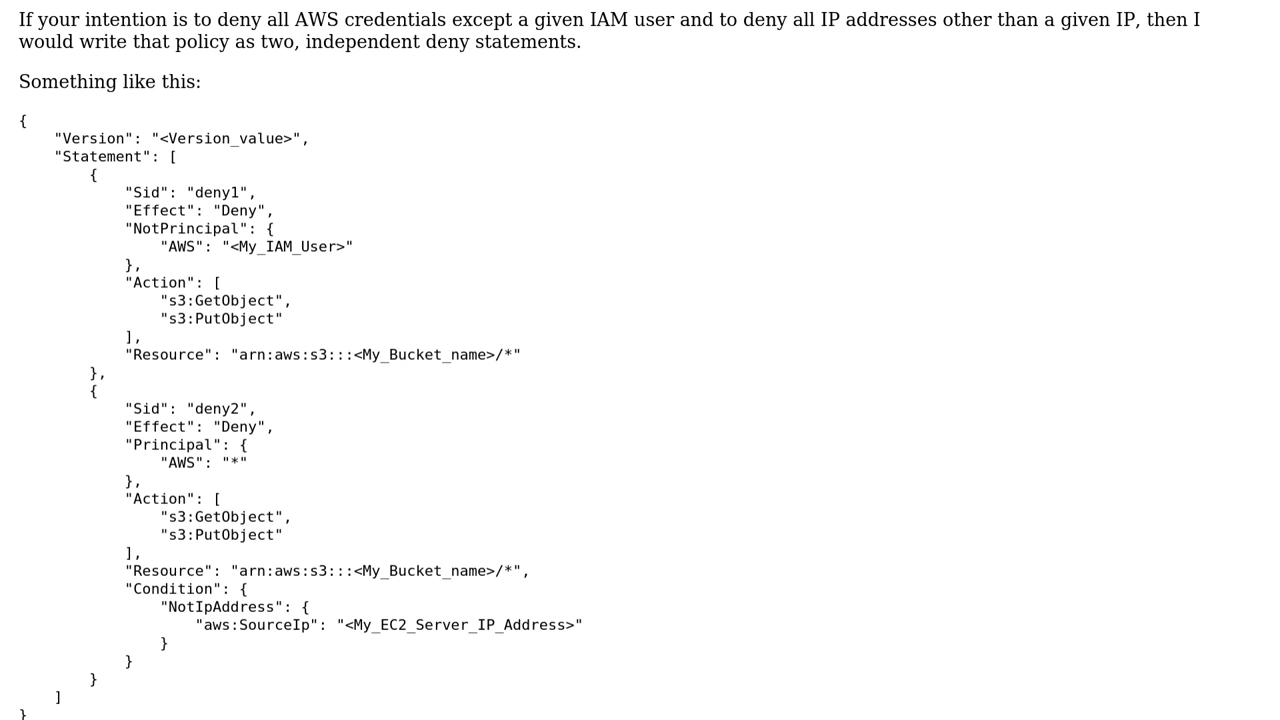 If your intention is to deny all AWS credentials except a given IAM user and to deny all IP addresses other than a given IP, then I
would write that policy as two, independent deny statements.
Something like this:
{
    "Version": "<Version_value>",
    "Statement": [
        {
            "Sid": "deny1",
            "Effect": "Deny",
            "NotPrincipal": {
                "AWS": "<My_IAM_User>"
            },
            "Action": [
                "s3:GetObject",
                "s3:PutObject"
            ],
            "Resource": "arn:aws:s3:::<My_Bucket_name>/*"
        },
        {
            "Sid": "deny2",
            "Effect": "Deny",
            "Principal": {
                "AWS": "*"
            },
            "Action": [
                "s3:GetObject",
                "s3:PutObject"
            ],
            "Resource": "arn:aws:s3:::<My_Bucket_name>/*",
            "Condition": {
                "NotIpAddress": {
                    "aws:SourceIp": "<My_EC2_Server_IP_Address>"
                }
            }
        }
    ]
}